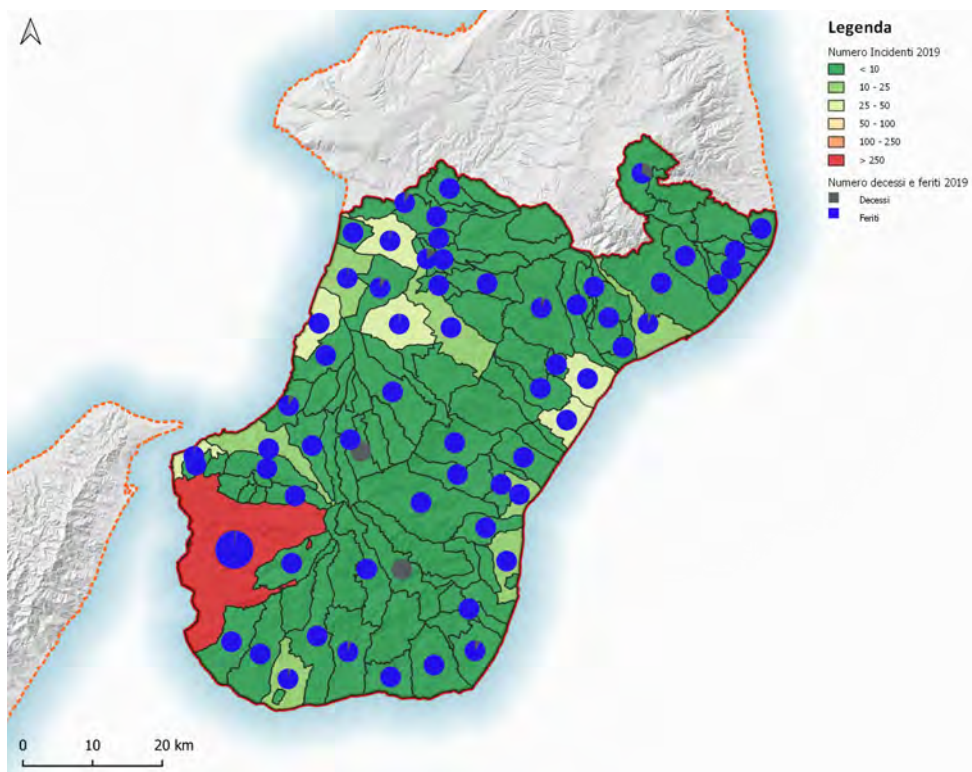 Legenda
Numero Incidenti 2019
< 10
10 - 25
25 - 50
50 - 100
100 - 250
> 250
Numero decessi e feriti 2019
Decessi
Feriti
0 10 20 km